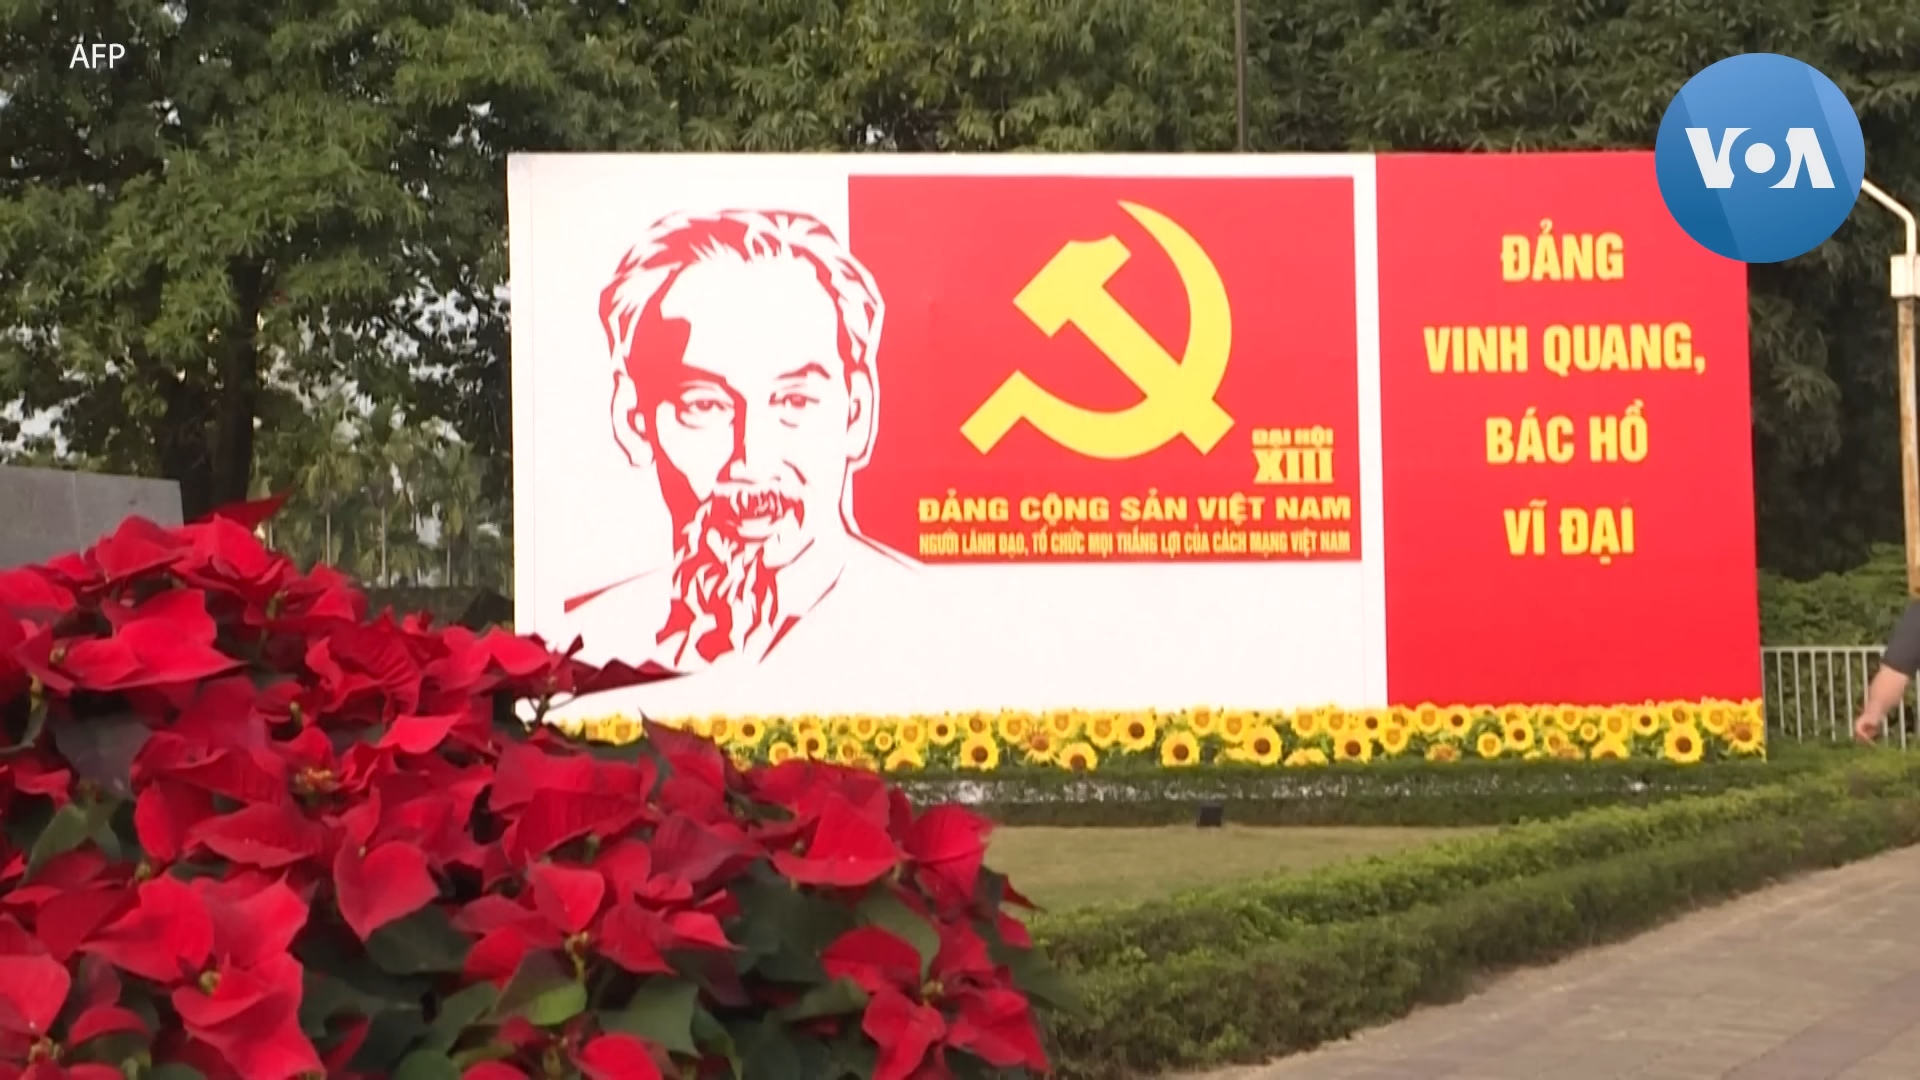 AFP
VOA
ĐẢNG
VINH QUANG,
BÁC HỒ
VĨ ĐẠI
ĐẠI HỘI
XIII
ĐẢNG CỘNG SẢN VIỆT NAM
NGƯỜI LÃNH ĐẠO, TỔ CHỨC MỌI THẮNG LỢI CỦA CÁCH MẠNG VIỆT NAM